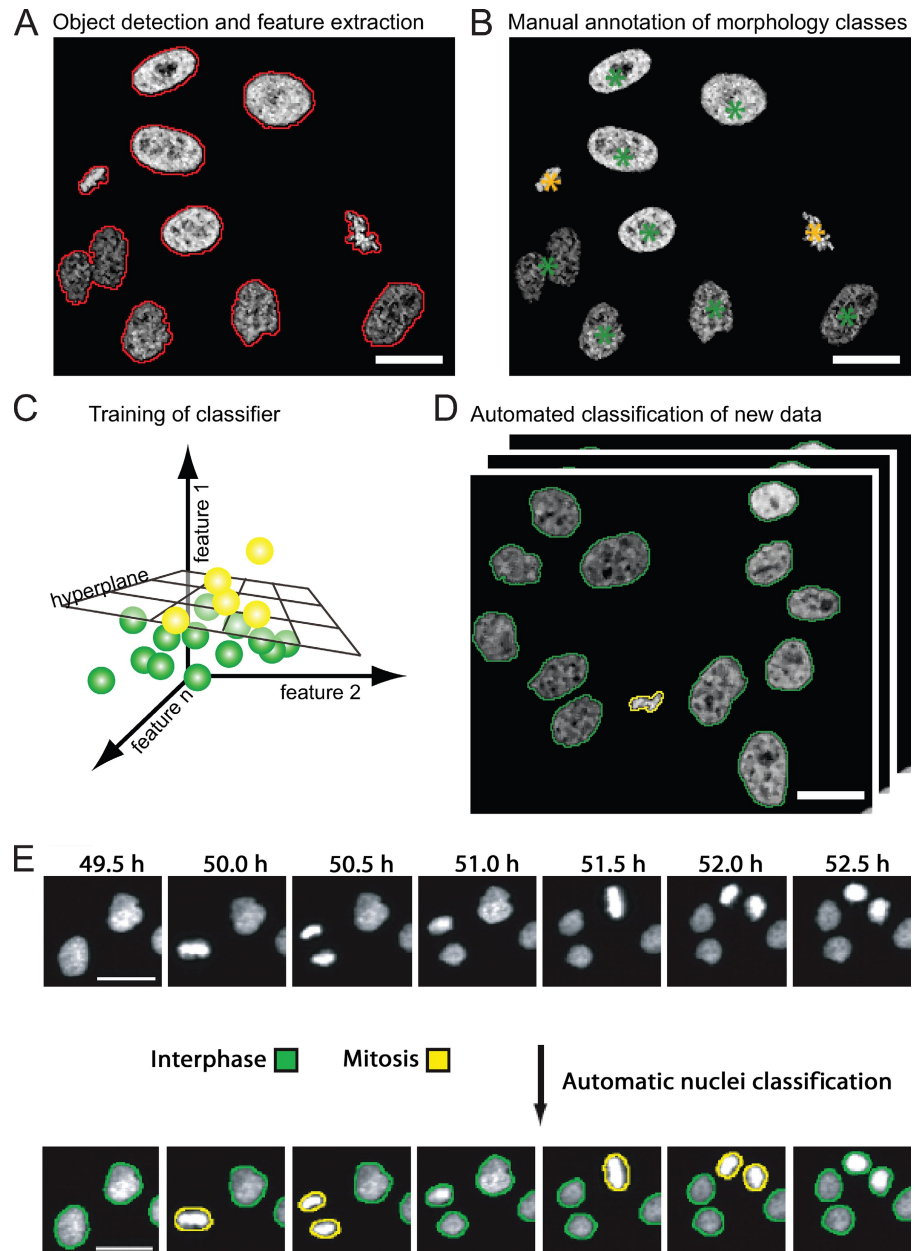 A Object detection and feature extraction
B Manual annotation of morphology classes
C Training of classifier
feature 1
hyperplane
feature 2
feature n
D Automated classification of new data
E
49.5 h 50.0 h 50.5 h 51.0 h 51.5 h 52.0 h 52.5 h
Interphase Mitosis
Automatic nuclei classification